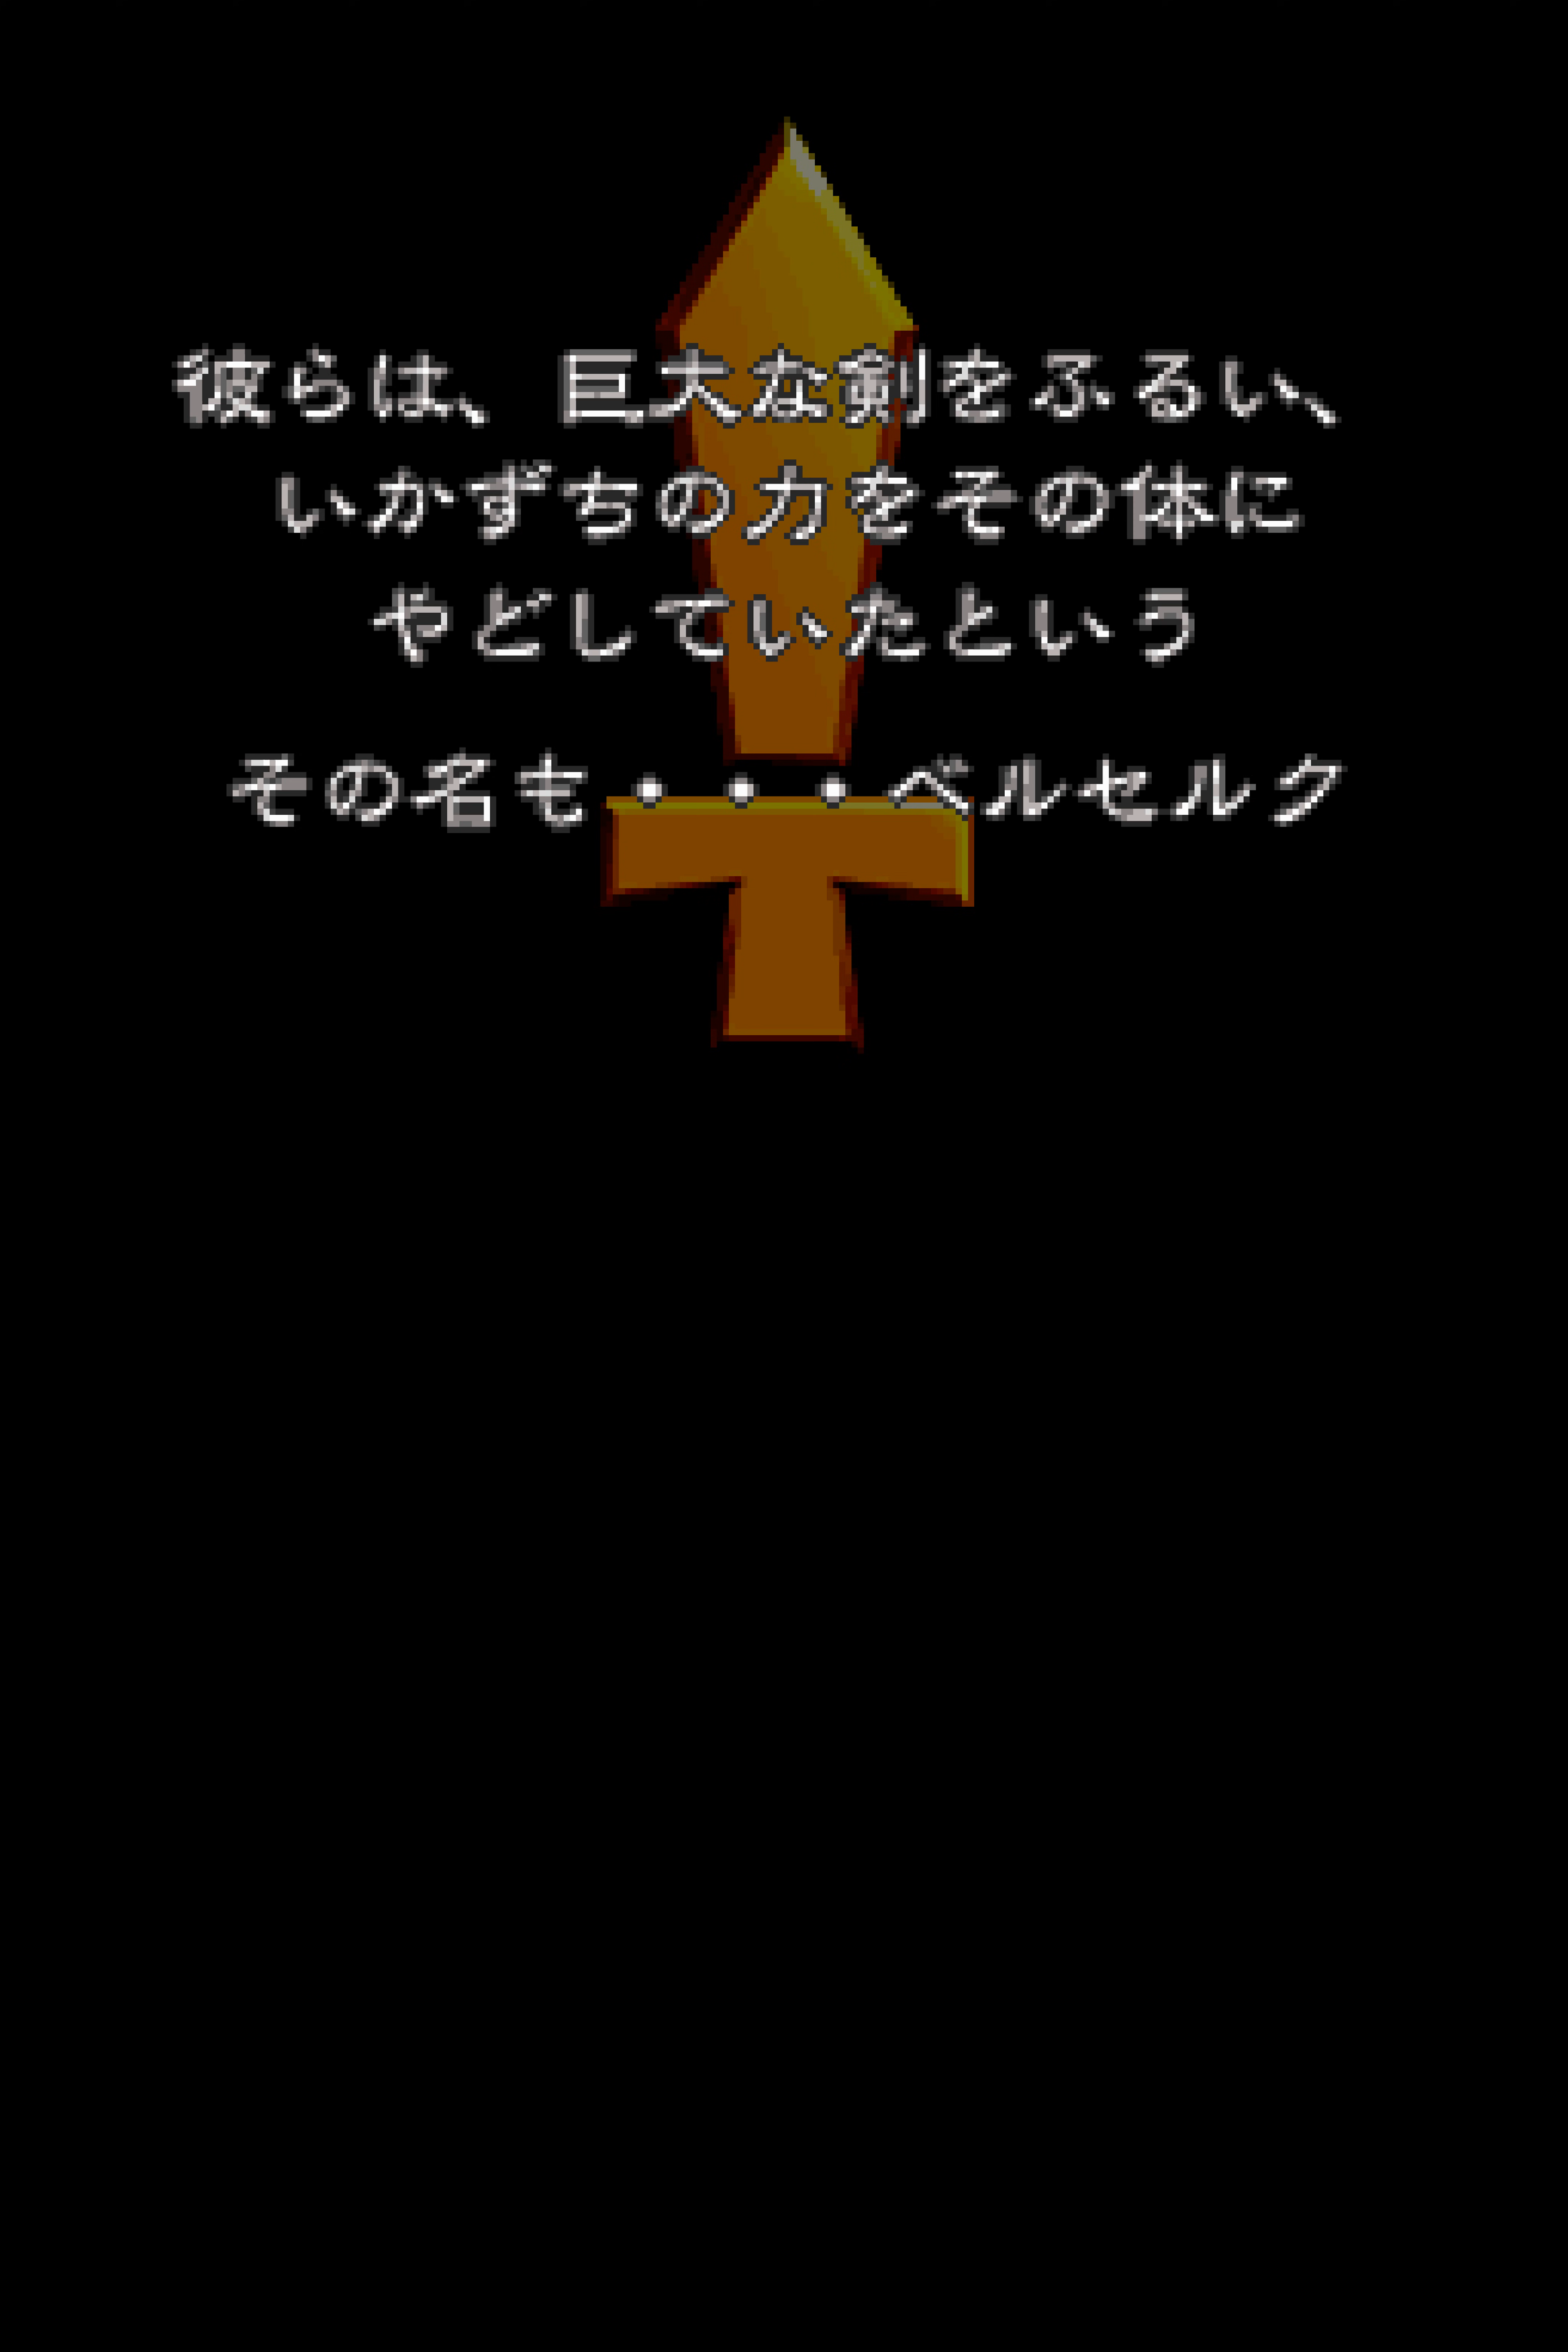 彼らは、巨大な剣をふるい、
いかずちの力をその体に
やどしていたという
その名も・・・ベルセルク